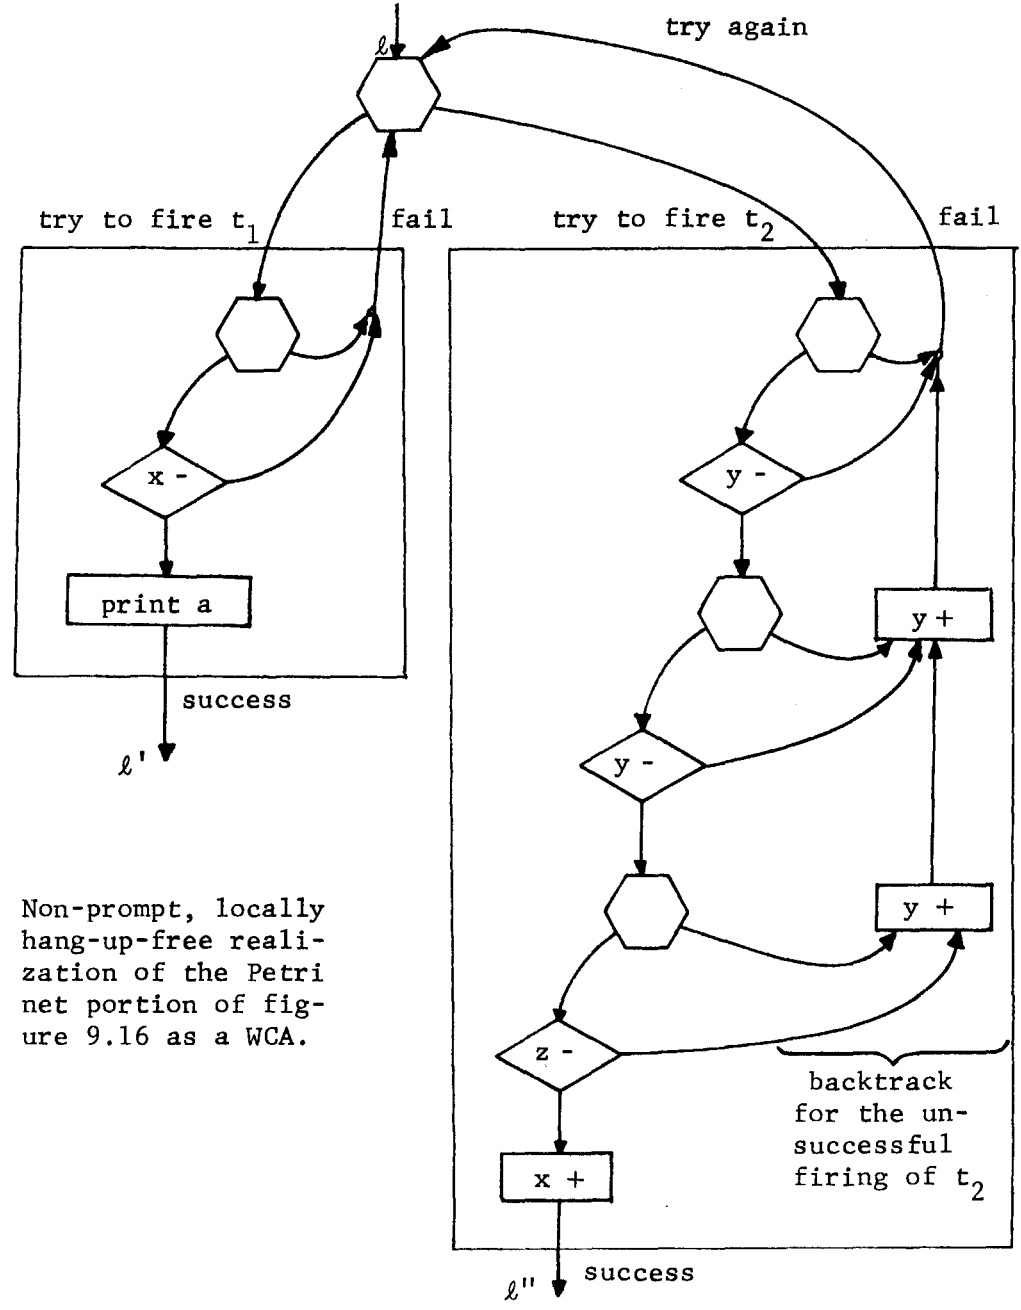 try again
ℓ
try to fire t1
fail
try to fire t2
fail
x -
y -
print a
y +
success
ℓ'
y -
y +
Non-prompt, locally
hang-up-free reali-
zation of the Petri
net portion of fig-
ure 9.16 as a WCA.
z -
backtrack
for the un-
successful
firing of t2
x +
success
ℓ"